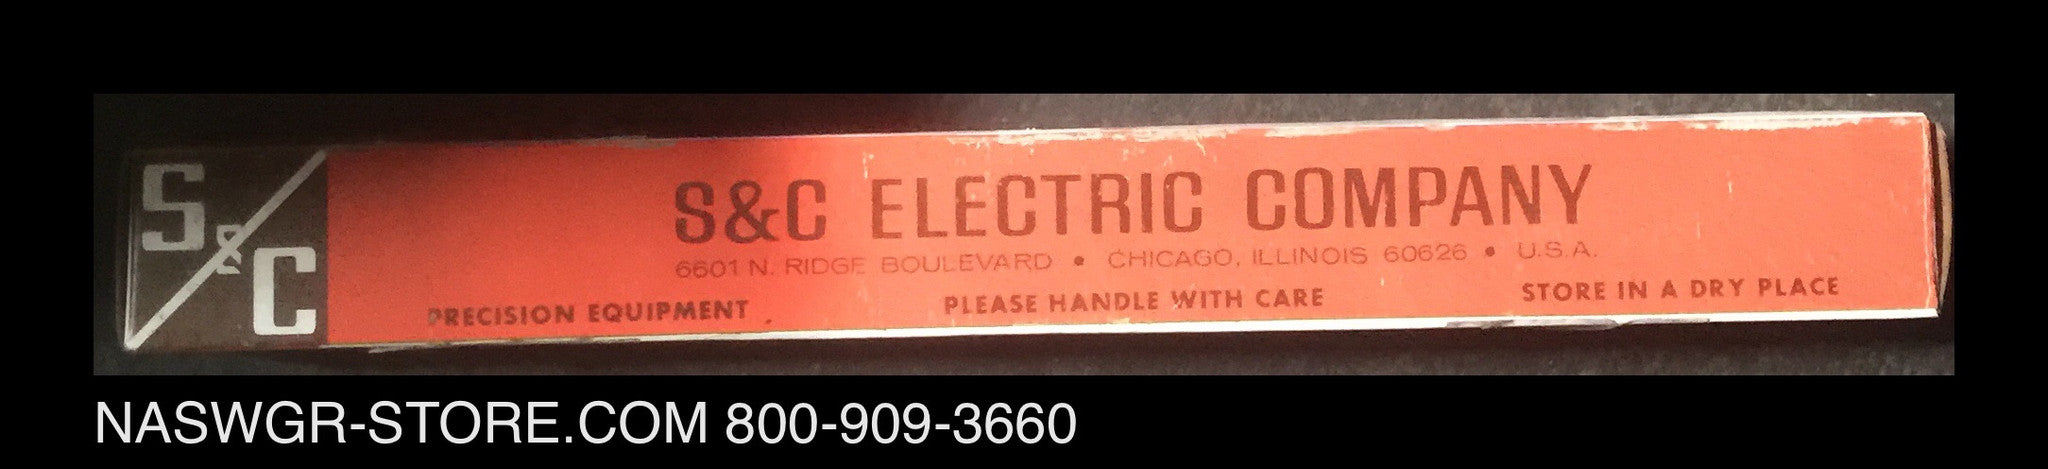 S&C
S&C ELECTRIC COMPANY
6601 N. RIDGE BOULEVARD • CHICAGO, ILLINOIS 60626 • U.S.A.
PRECISION EQUIPMENT PLEASE HANDLE WITH CARE STORE IN A DRY PLACE
NASWGR-STORE.COM 800-909-3660